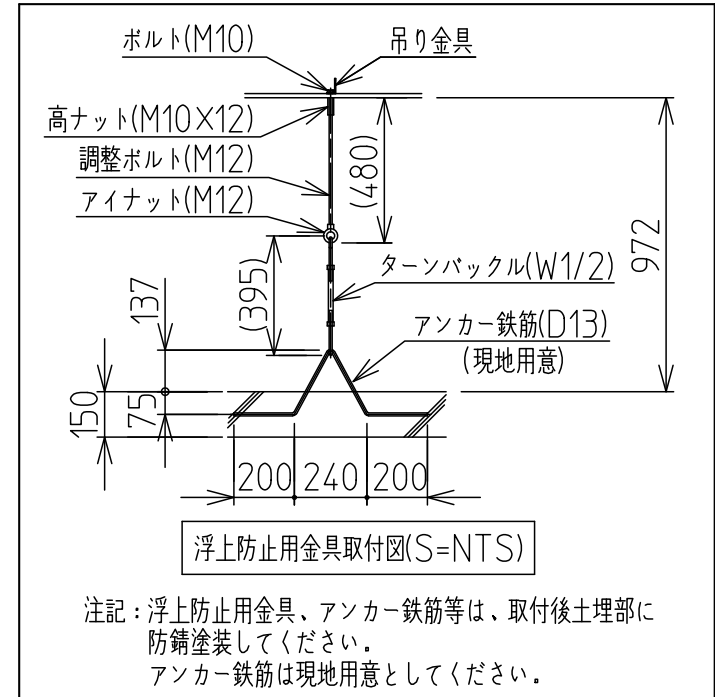 ボルト(M10)
吊り金具
高ナット(M10X12)
調整ボルト(M12)
アイナット(M12)
(480)
972
(395)
ターンバックル(W1/2)
137
アンカー鉄筋(D13)
(現地用意)
150
75
200 240 200
浮上防止用金具取付図(S=NTS)
注記：浮上防止用金具、アンカー鉄筋等は、取付後土埋部に
防錆塗装してください。
アンカー鉄筋は現地用意としてください。